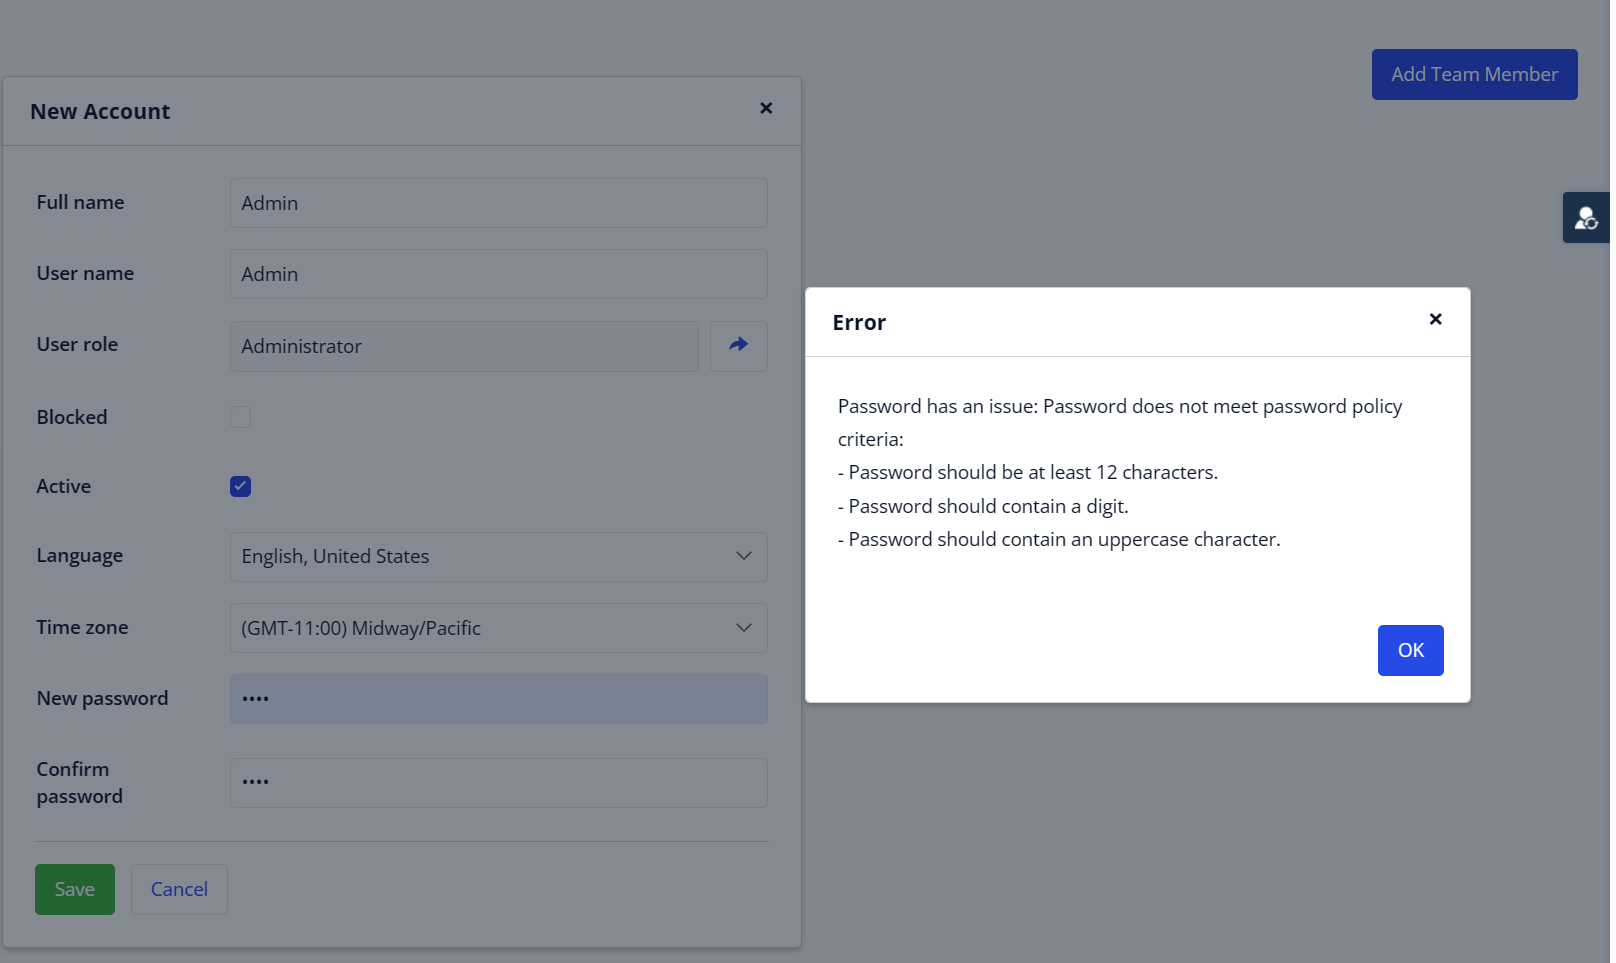 Add Team Member
New Account
Full name
Admin
User name
Admin
User role
Administrator
Blocked
Active
Language
English, United States
Time zone
(GMT-11:00) Midway/Pacific
New password
••••
Confirm
password
••••
Save
Cancel
Error
Password has an issue: Password does not meet password policy
criteria:
- Password should be at least 12 characters.
- Password should contain a digit.
- Password should contain an uppercase character.
OK